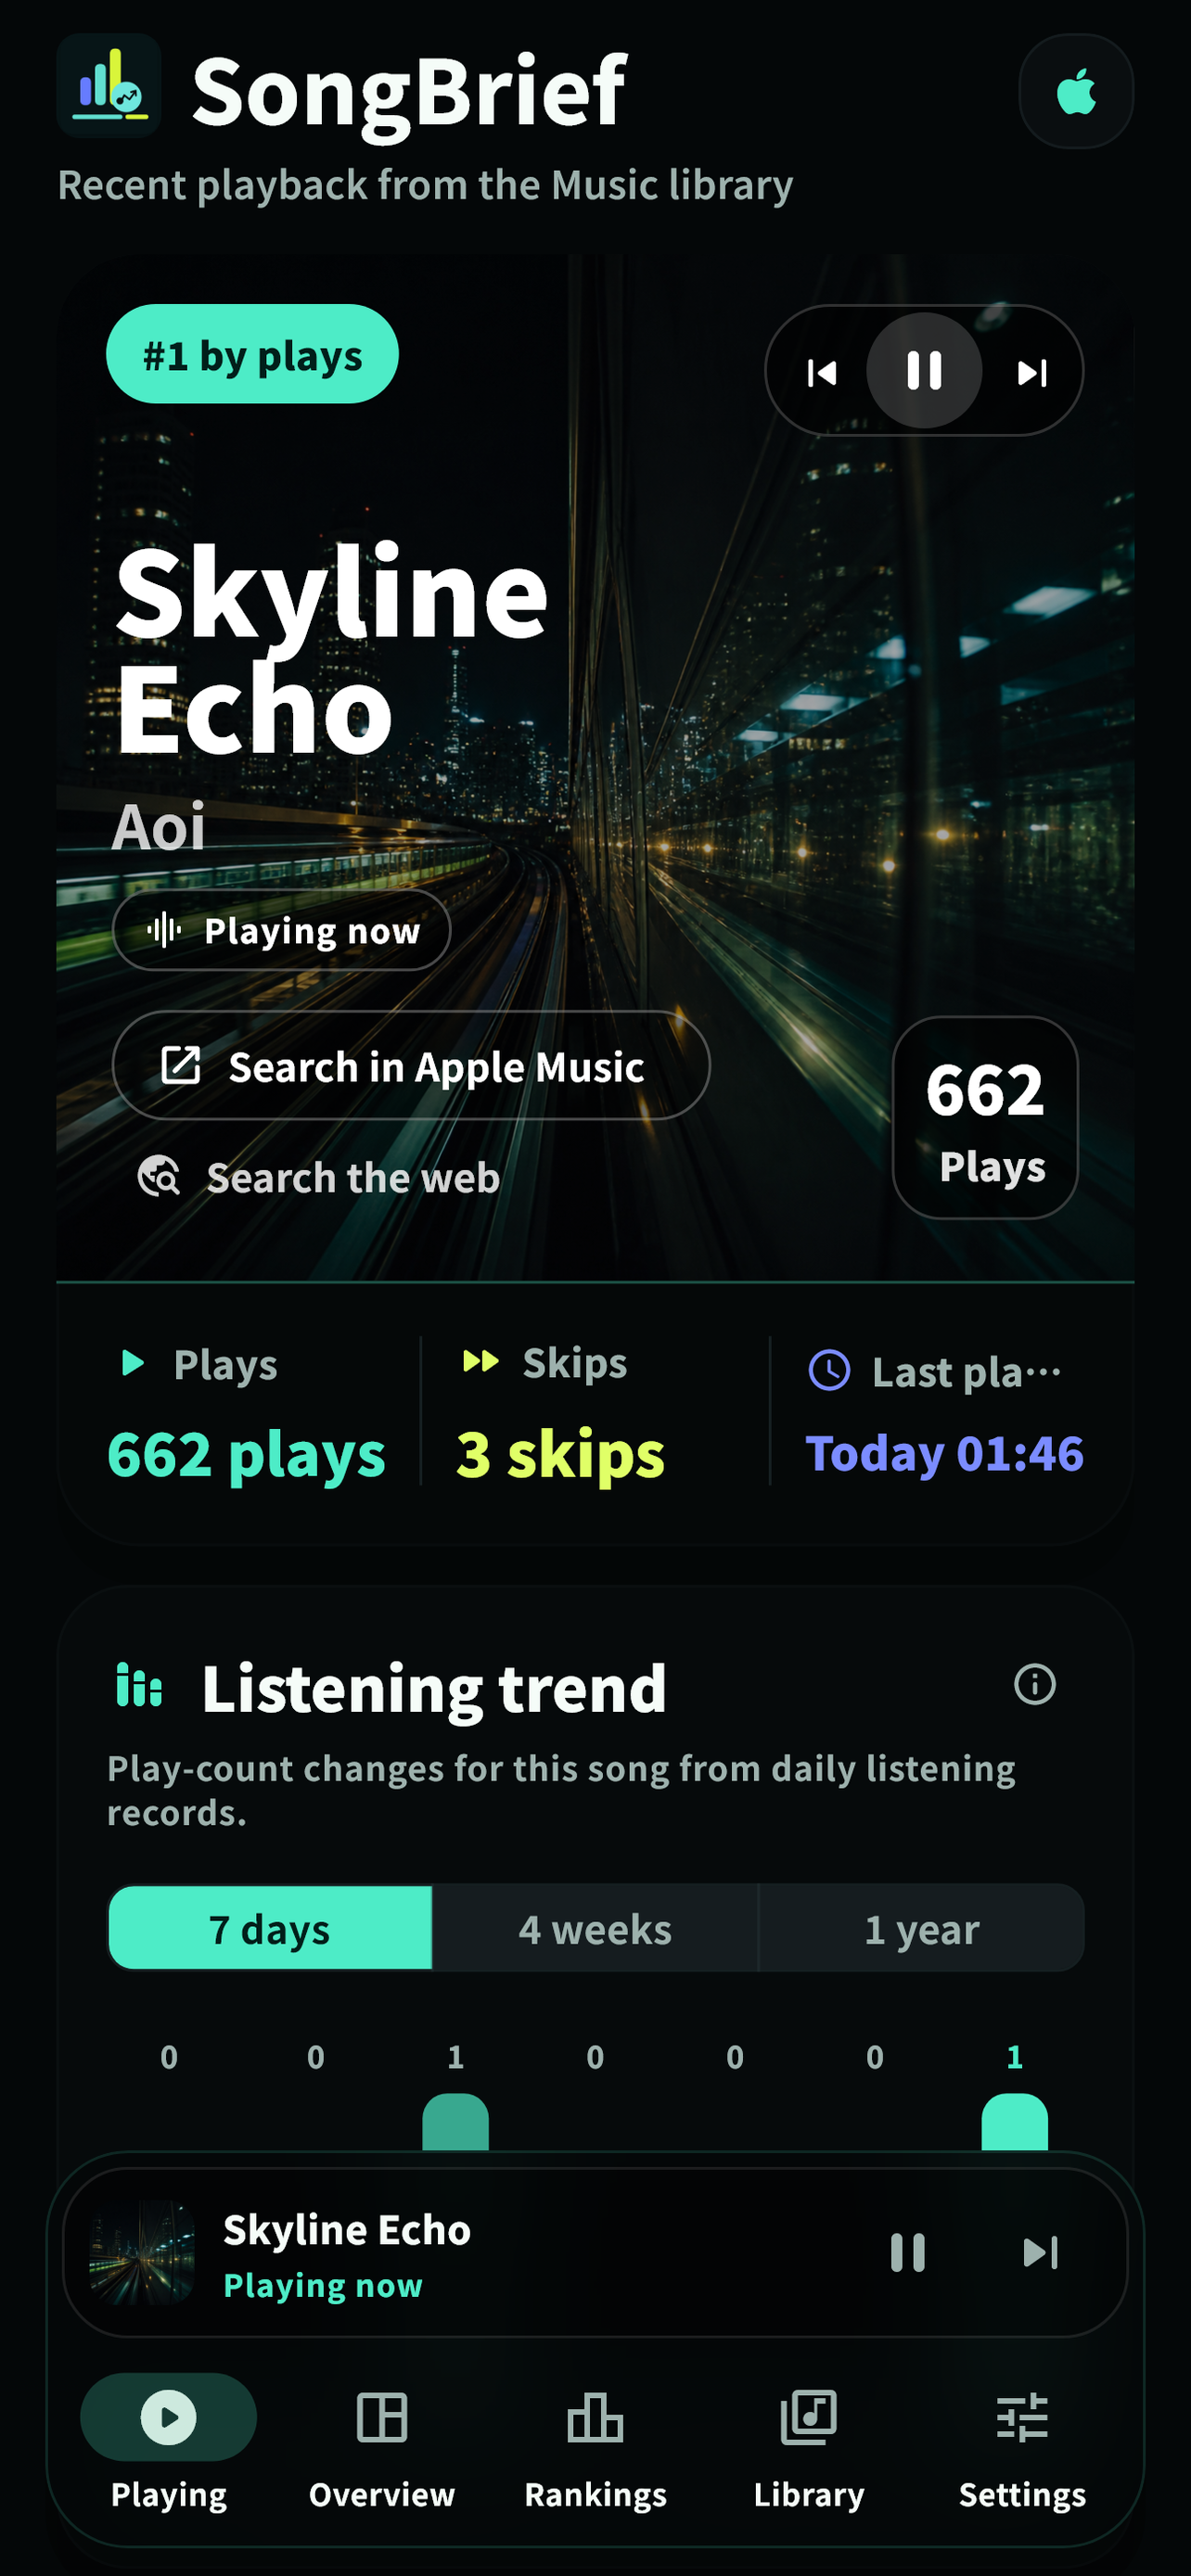 SongBrief
Recent playback from the Music library
#1 by plays
Skyline
Echo
Aoi
Playing now
Search in Apple Music
Search the web
662
Plays
Plays
662 plays
Skips
3 skips
Last pla···
Today 01:46
Listening trend
Play-count changes for this song from daily listening
records.
7 days
4 weeks
1 year
0 0 1 0 0 0 1
Skyline Echo
Playing now
Playing
Overview
Rankings
Library
Settings